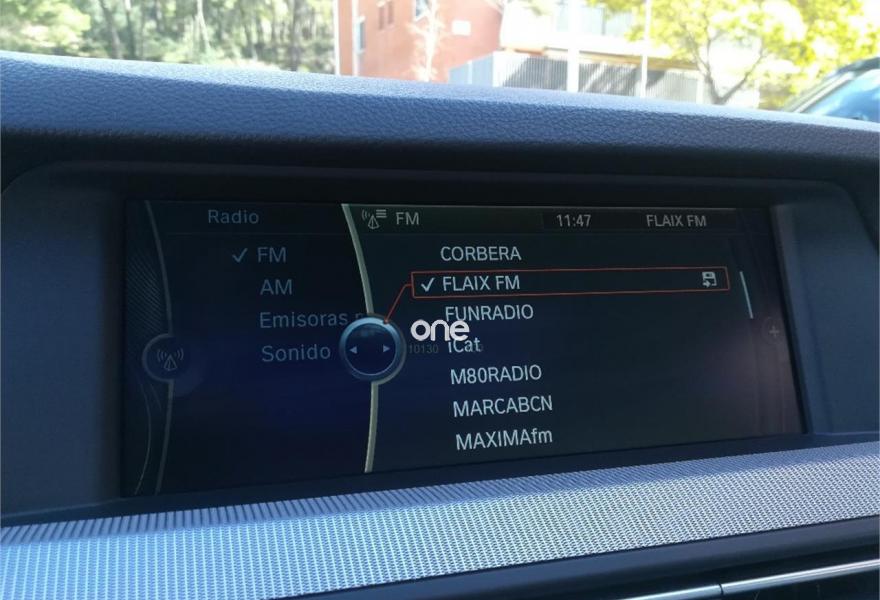 Radio
FM
11:47
FLAIX FM
FM
AM
Emisoras
Sonido
CORBERA
FLAIX FM
FUNRADIO
iCat
M80RADIO
MARCABCN
MAXIMAfm
one